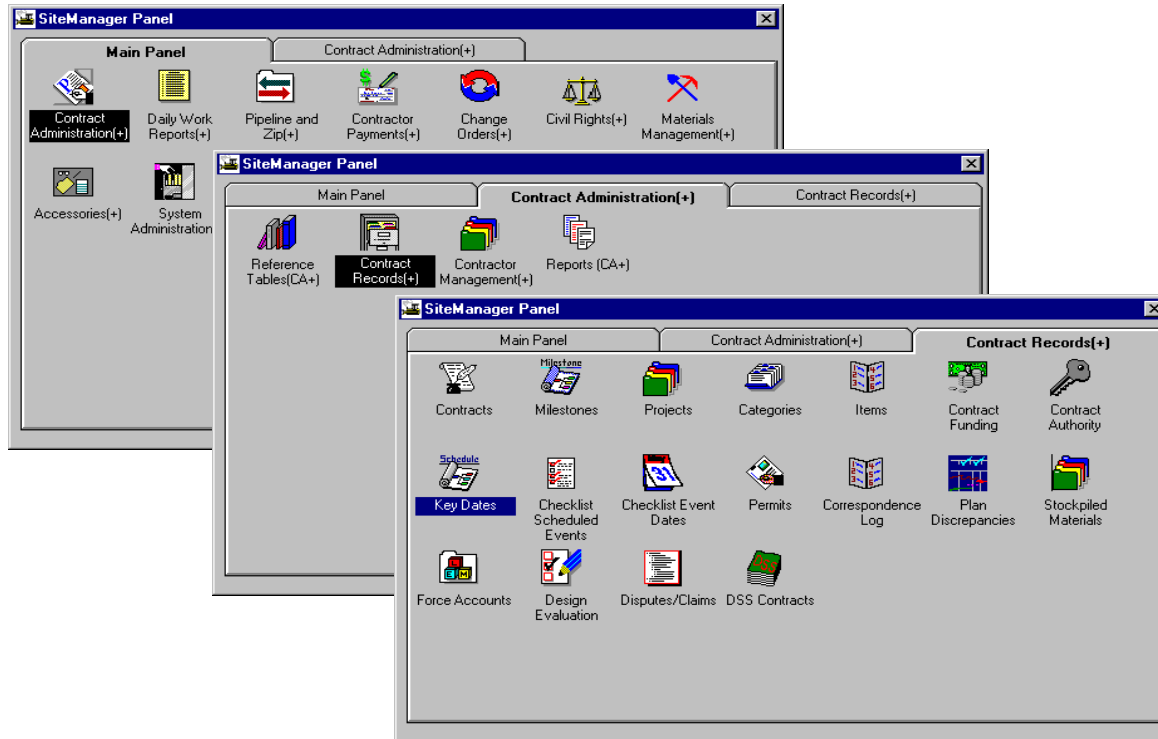 SiteManager Panel
Main Panel
Contract Administration(+)
Contract
Administration(+)
Daily Work
Reports(+)
Pipeline and
Zip(+)
Contractor
Payments(+)
Change
Orders(+)
Civil Rights(+)
Materials
Management(+)
Accessories(+)
System
Administration
SiteManager Panel
Main Panel
Contract Administration(+)
Contract Records(+)
Reference
Tables(CA+)
Contract
Records(+)
Contractor
Management(+)
Reports (CA+)
SiteManager Panel
Main Panel
Contract Administration(+)
Contract Records(+)
Contracts
Milestone
Milestones
Projects
Categories
Items
Contract
Funding
Contract
Authority
Schedule
Key Dates
Checklist
Scheduled
Events
31
Checklist Event
Dates
Permits
Correspondence
Log
Plan
Discrepancies
Stockpiled
Materials
L
E M
Force Accounts
Design
Evaluation
Disputes/Claims
DSS
DSS Contracts